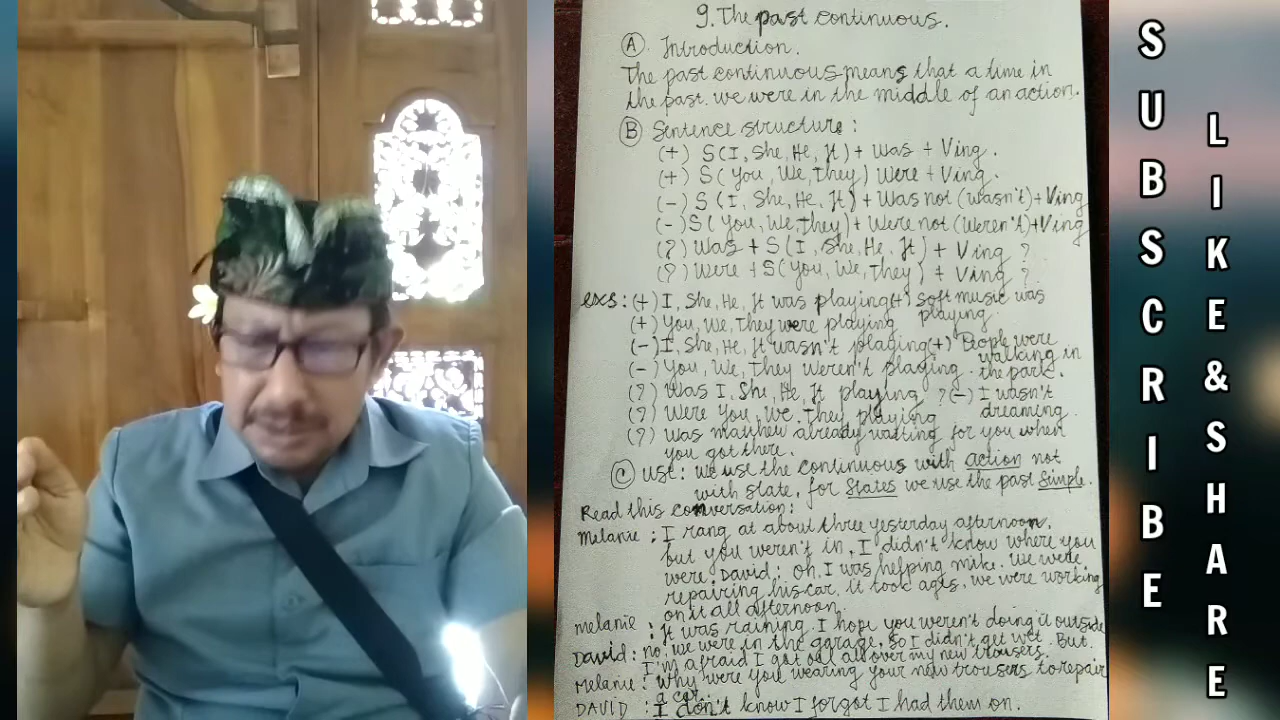 9. The past continuous.
(A). Introduction.
The past continuous means that a time in
the past. we were in the middle of an action.
(B) Sentence structure:
(+) S(I, She, He, It) + Was + Ving.
(+) S(You, We, They) Were + Ving.
(-) S(I, She, He, It) + Was not (wasn't) + Ving
(-) S(You, We, They) + Were not (Weren't) + Ving
(?) Was + S(I, She, He, It) + Ving ?
(?) Were + S(You, We, They) + Ving ?
exs: (+) I, She, He, It was playing (+) Soft music was
playing.
(+) You, We, They were playing
(-) I, She, He, It wasn't playing (+) People were
walking in
the park.
(-) You, We, They weren't playing.
(?) Was I, She, He, It playing ? (-) I wasn't
dreaming.
(?) Were You, We, They playing
(?) Was matthew already waiting for you when
you got there.
(C) Use: we use the continuous with action not
with state, for States we use the past Simple.
Read this conversation:
Melanie: I rang at about three yesterday afternoon,
but you weren't in, I didn't know where you
were. David: oh, I was helping mike. We were
repairing his car, it took ages, we were working
on it all afternoon.
melanie: It was raining. I hope you weren't doing it outside
David: no, we were in the garage. So I didn't get wet. But
I'm afraid I got oil all over my new trousers.
Melanie: Why were you wearing your new trousers to repair
a car.
DAVID: I don't know I forgot I had them on.
SUBSCRIBE
LIKE & SHARE